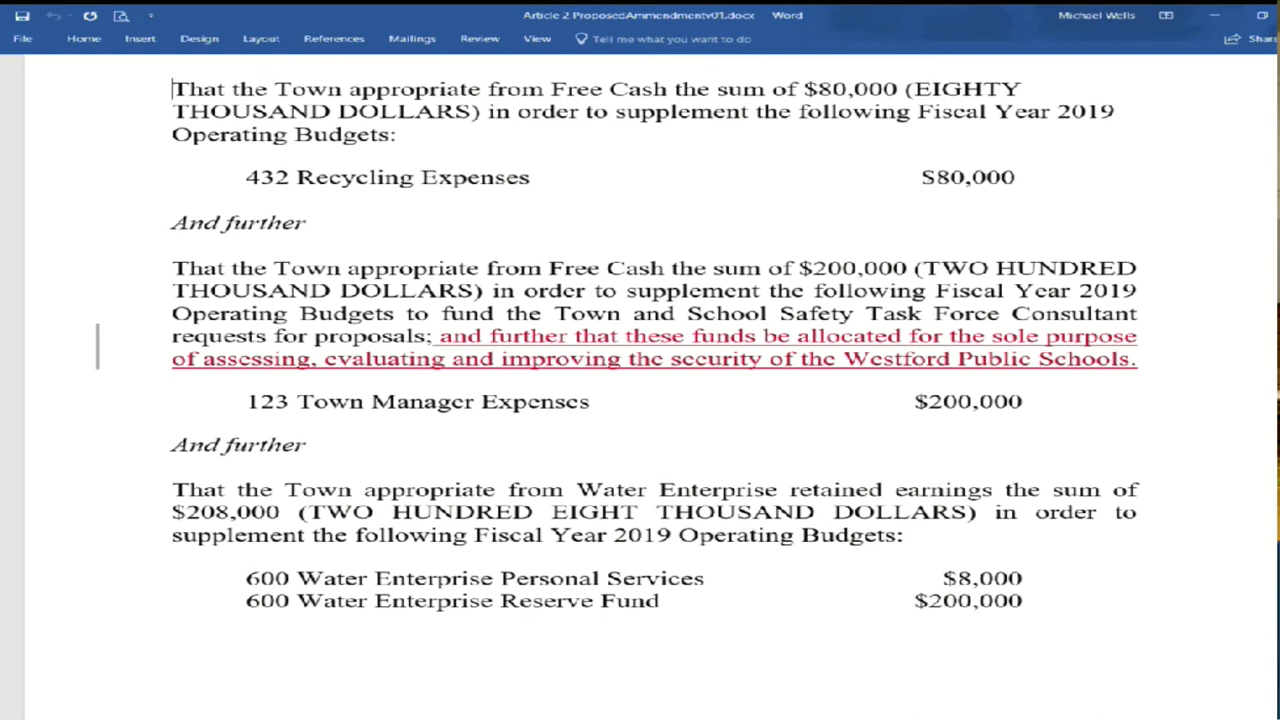 Article 2 ProposedAmmendmentv01.docx - Word
Michael Wells
File Home Insert Design Layout References Mailings Review View Tell me what you want to do Shar
That the Town appropriate from Free Cash the sum of $80,000 (EIGHTY
THOUSAND DOLLARS) in order to supplement the following Fiscal Year 2019
Operating Budgets:
432 Recycling Expenses $80,000
And further
That the Town appropriate from Free Cash the sum of $200,000 (TWO HUNDRED
THOUSAND DOLLARS) in order to supplement the following Fiscal Year 2019
Operating Budgets to fund the Town and School Safety Task Force Consultant
requests for proposals; and further that these funds be allocated for the sole purpose
of assessing, evaluating and improving the security of the Westford Public Schools.
123 Town Manager Expenses $200,000
And further
That the Town appropriate from Water Enterprise retained earnings the sum of
$208,000 (TWO HUNDRED EIGHT THOUSAND DOLLARS) in order to
supplement the following Fiscal Year 2019 Operating Budgets:
600 Water Enterprise Personal Services $8,000
600 Water Enterprise Reserve Fund $200,000